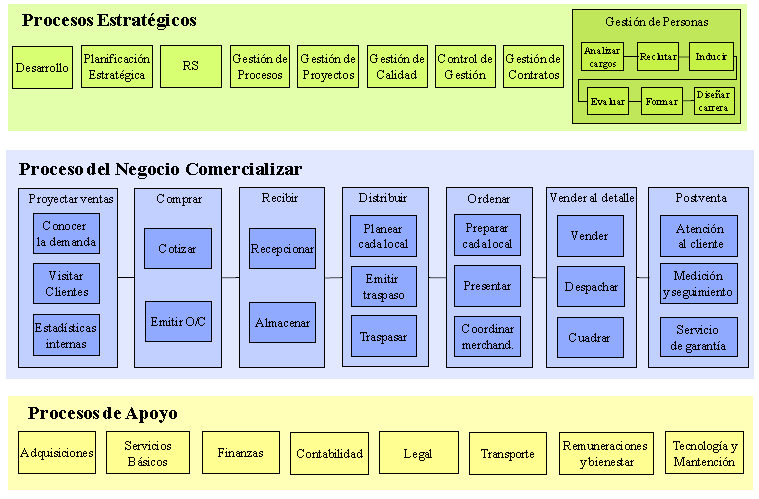 Procesos Estratégicos
Desarrollo
Planificación
Estratégica
RS
Gestión de
Procesos
Gestión de
Proyectos
Gestión de
Calidad
Control de
Gestión
Gestión de
Contratos
Gestión de Personas
Analizar
cargos
Reclutar
Inducir
Evaluar
Formar
Diseñar
carrera
Proceso del Negocio Comercializar
Proyectar ventas
Conocer
la demanda
Visitar
Clientes
Estadísticas
internas
Comprar
Cotizar
Emitir O/C
Recibir
Recepcionar
Almacenar
Distribuir
Planear
cada local
Emitir
traspaso
Traspasar
Ordenar
Preparar
cada local
Presentar
Coordinar
merchand.
Vender al detalle
Vender
Despachar
Cuadrar
Postventa
Atención
al cliente
Medición
y seguimiento
Servicio
de garantía
Procesos de Apoyo
Adquisiciones
Servicios
Básicos
Finanzas
Contabilidad
Legal
Transporte
Remuneraciones
y bienestar
Tecnología y
Mantención